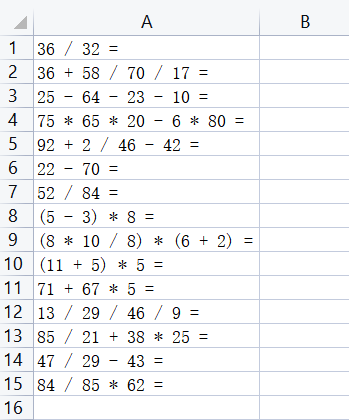 A B
1 36 / 32 =
2 36 + 58 / 70 / 17 =
3 25 - 64 - 23 - 10 =
4 75 * 65 * 20 - 6 * 80 =
5 92 + 2 / 46 - 42 =
6 22 - 70 =
7 52 / 84 =
8 (5 - 3) * 8 =
9 (8 * 10 / 8) * (6 + 2) =
10 (11 + 5) * 5 =
11 71 + 67 * 5 =
12 13 / 29 / 46 / 9 =
13 85 / 21 + 38 * 25 =
14 47 / 29 - 43 =
15 84 / 85 * 62 =
16